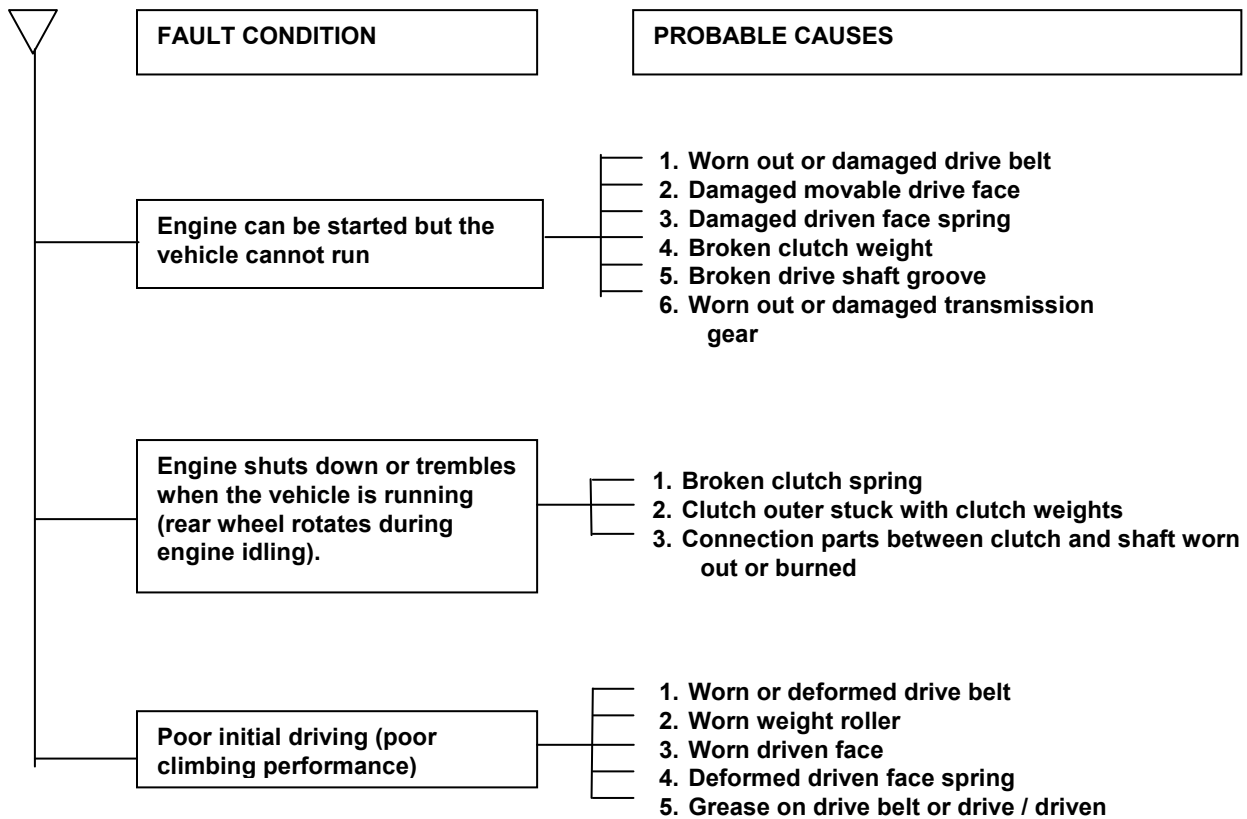 FAULT CONDITION
PROBABLE CAUSES
Engine can be started but the
vehicle cannot run
1. Worn out or damaged drive belt
2. Damaged movable drive face
3. Damaged driven face spring
4. Broken clutch weight
5. Broken drive shaft groove
6. Worn out or damaged transmission
gear
Engine shuts down or trembles
when the vehicle is running
(rear wheel rotates during
engine idling).
1. Broken clutch spring
2. Clutch outer stuck with clutch weights
3. Connection parts between clutch and shaft worn
out or burned
Poor initial driving (poor
climbing performance)
1. Worn or deformed drive belt
2. Worn weight roller
3. Worn driven face
4. Deformed driven face spring
5. Grease on drive belt or drive / driven